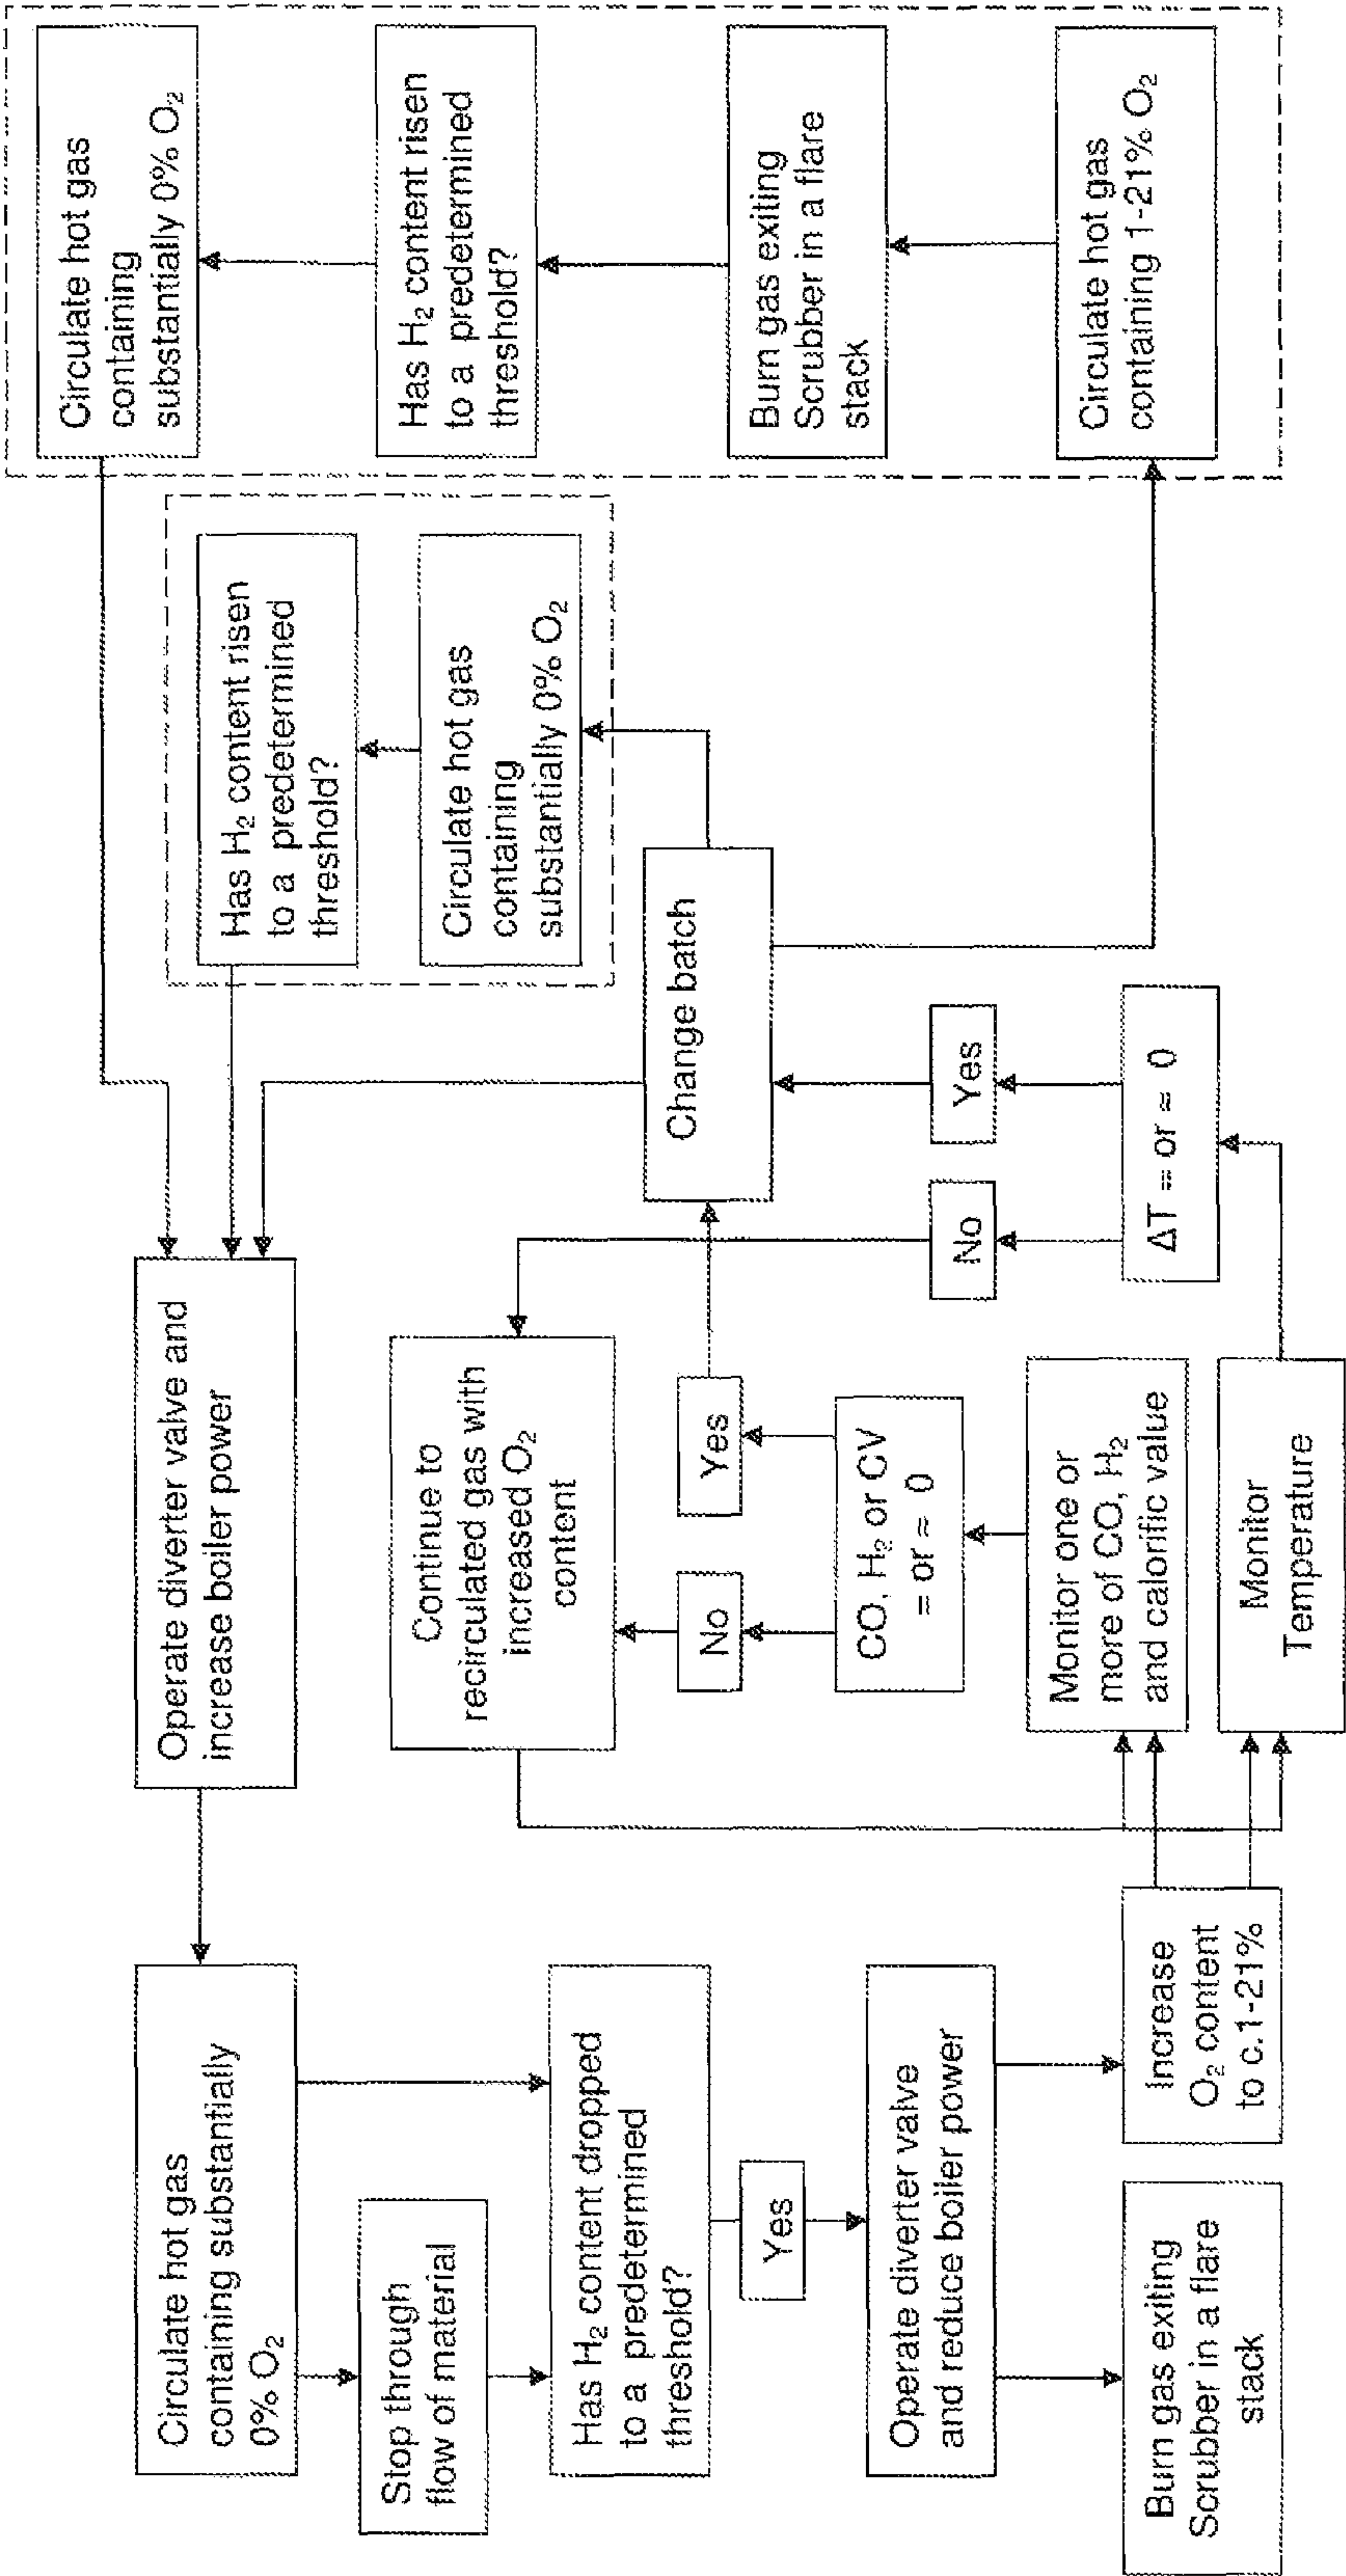 Circulate hot gas
containing substantially
0% O₂
Stop through
flow of material
Has H₂ content dropped
to a predetermined
threshold?
Yes
Operate diverter valve
and reduce boiler power
Burn gas exiting
Scrubber in a flare
stack
Increase
O₂ content
to c.1-21%
Operate diverter valve and
increase boiler power
Continue to
recirculated gas with
increased O₂
content
No
Yes
CO, H₂ or CV
= or ≈ 0
Monitor one or
more of CO, H₂
and calorific value
Monitor
Temperature
Change batch
No
Yes
ΔT = or ≈ 0
Has H₂ content risen
to a predetermined
threshold?
Circulate hot gas
containing
substantially 0% O₂
Circulate hot gas
containing
substantially 0% O₂
Has H₂ content risen
to a predetermined
threshold?
Burn gas exiting
Scrubber in a flare
stack
Circulate hot gas
containing 1-21% O₂